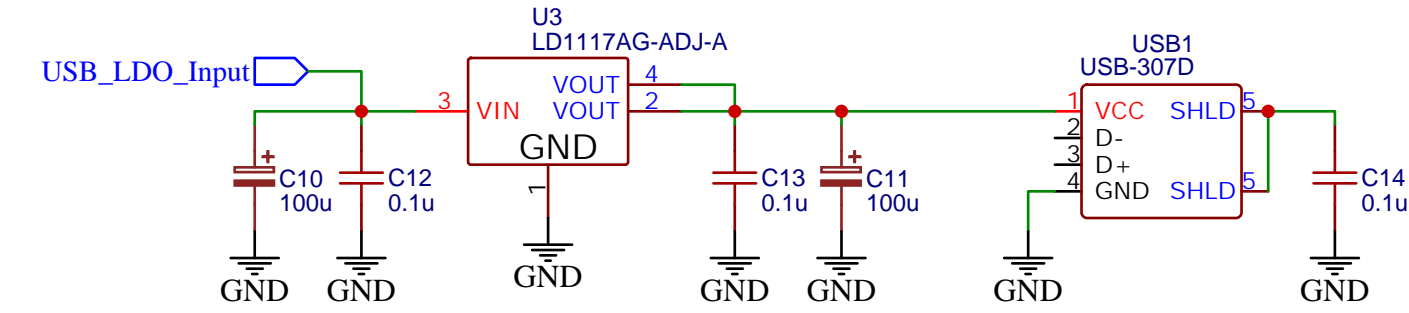 U3
LD1117AG-ADJ-A
USB_LDO_Input
3
VIN
VOUT
4
VOUT
2
GND
1
+
C10
100u
C12
0.1u
C13
0.1u
+
C11
100u
USB1
USB-307D
1
VCC
SHLD
5
2
D-
3
D+
4
GND
SHLD
5
C14
0.1u
GND
GND
GND
GND
GND
GND
GND